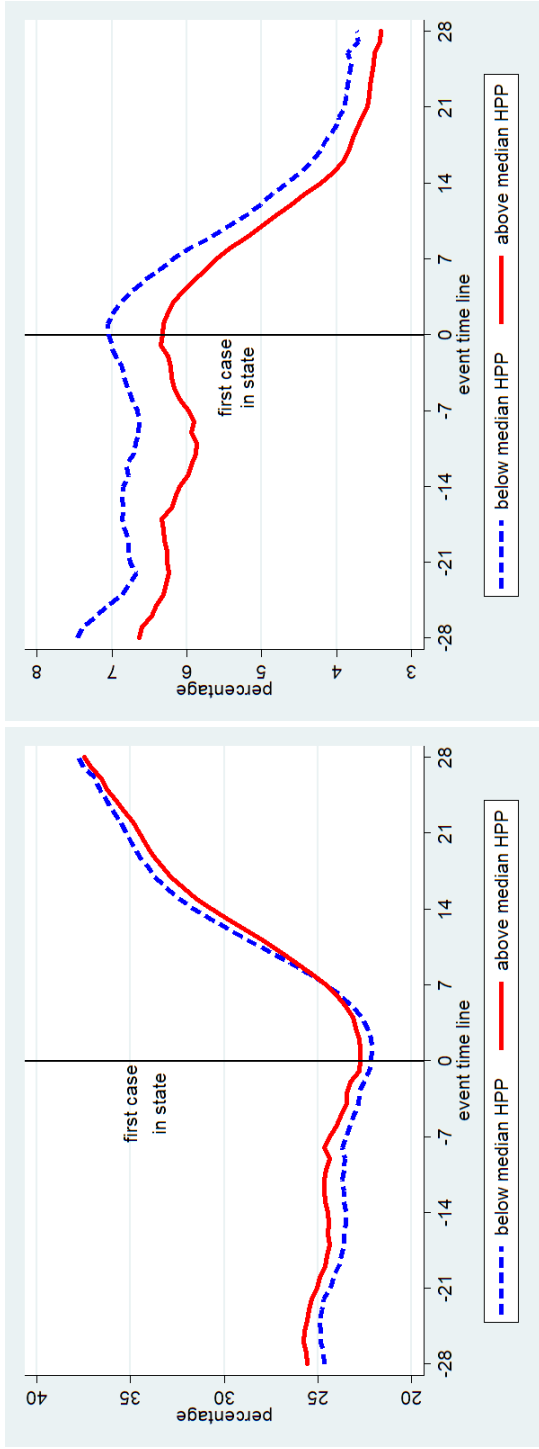 percentage
40
35
30
25
20
first case
in state
-28
-21
-14
-7
0
7
14
21
28
event time line
below median HPP
above median HPP
percentage
8
7
6
5
4
3
first case
in state
-28
-21
-14
-7
0
7
14
21
28
event time line
below median HPP
above median HPP